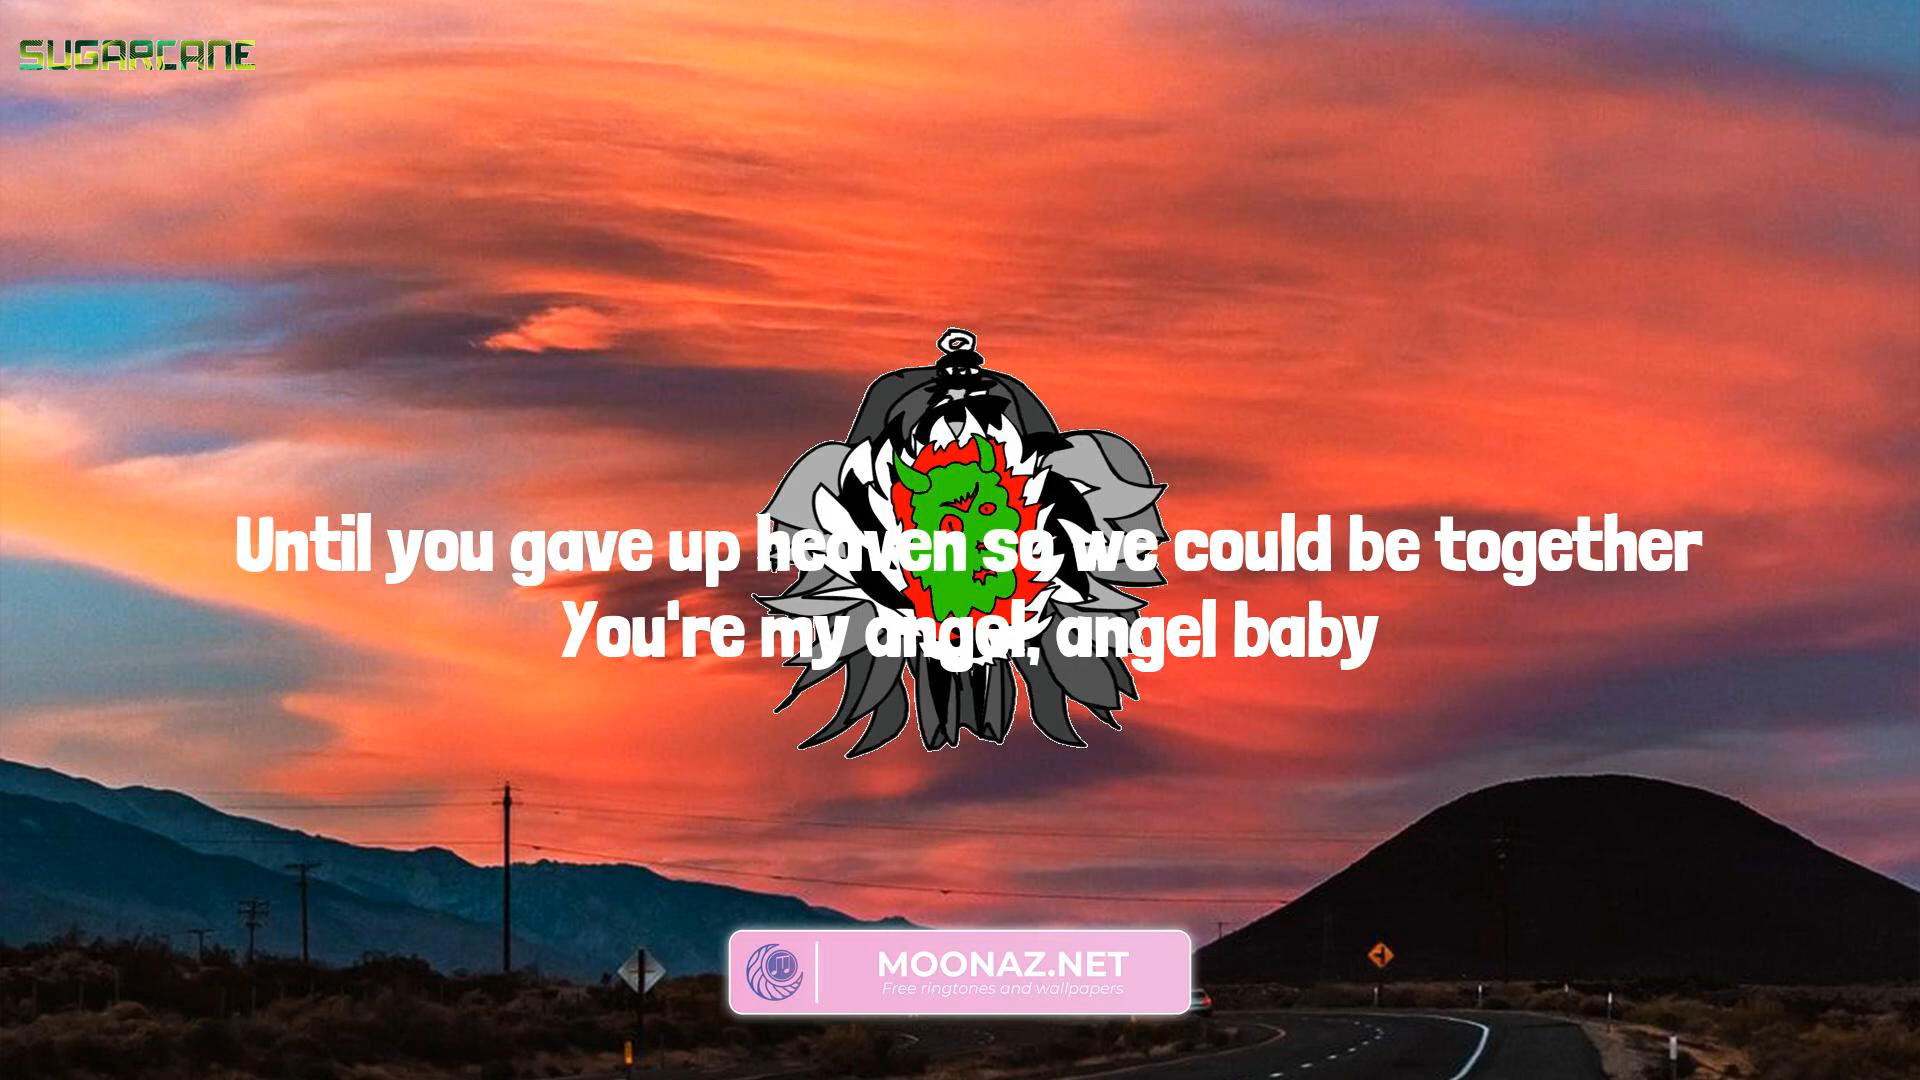 SUGARCANE
Until you gave up heaven so we could be together
You're my angel, angel baby
MOONAZ.NET
Free ringtones and wallpapers